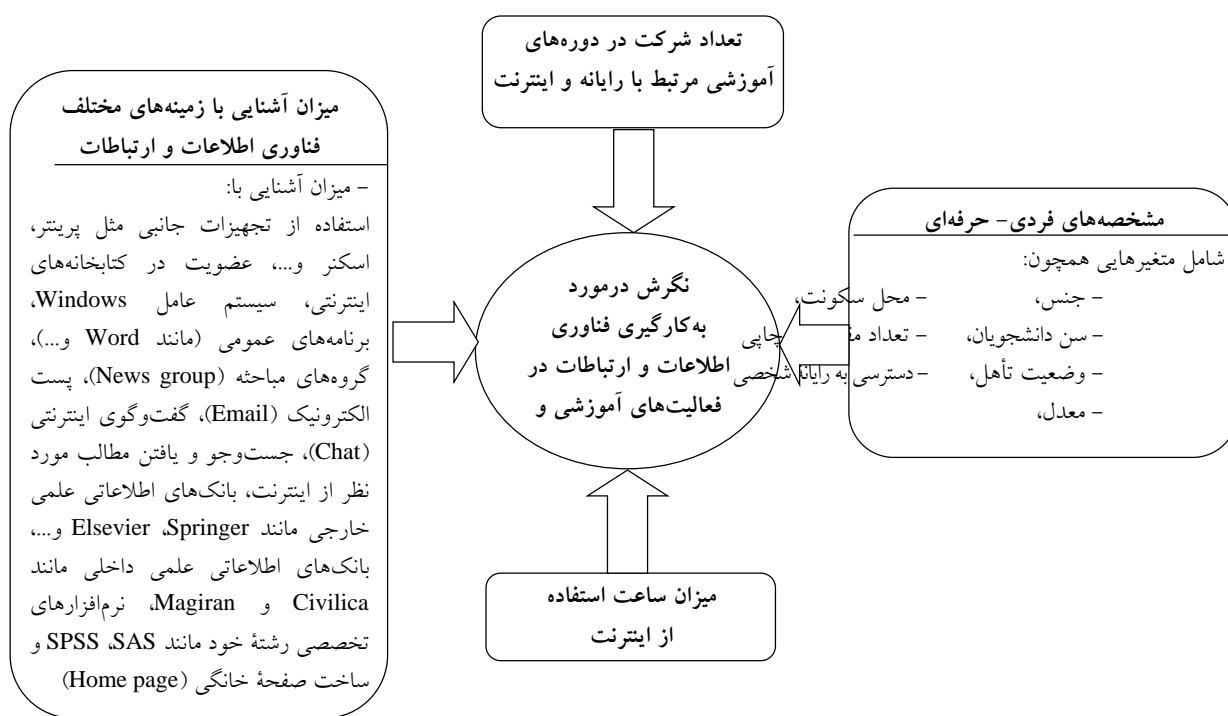 تعداد شرکت در دوره‌های
آموزشی مرتبط با رایانه و اینترنت
میزان آشنایی با زمینه‌های مختلف
فناوری اطلاعات و ارتباطات
– میزان آشنایی با:
استفاده از تجهیزات جانبی مثل پرینتر،
اسکنر و...، عضویت در کتابخانه‌های
اینترنتی، سیستم عامل Windows،
برنامه‌های عمومی (مانند Word و...)،
گروه‌های مباحثه (News group)، پست
الکترونیک (Email)، گفت‌وگوی اینترنتی
(Chat)، جست‌وجو و یافتن مطالب مورد
نظر از اینترنت، بانک‌های اطلاعاتی علمی
خارجی مانند Springer، Elsevier و...،
بانک‌های اطلاعاتی علمی داخلی مانند
Civilica و Magiran، نرم‌افزارهای
تخصصی رشتهٔ خود مانند SAS، SPSS و
ساخت صفحهٔ خانگی (Home page)
مشخصه‌های فردی– حرفه‌ای
شامل متغیرهایی همچون:
– جنس،
– سن دانشجویان،
– وضعیت تأهل،
– معدل،
– محل سکونت،
– تعداد چاپی
– دسترسی به رایانهٔ شخصی
نگرش درمورد
به‌کارگیری فناوری
اطلاعات و ارتباطات در
فعالیت‌های آموزشی و
میزان ساعت استفاده
از اینترنت